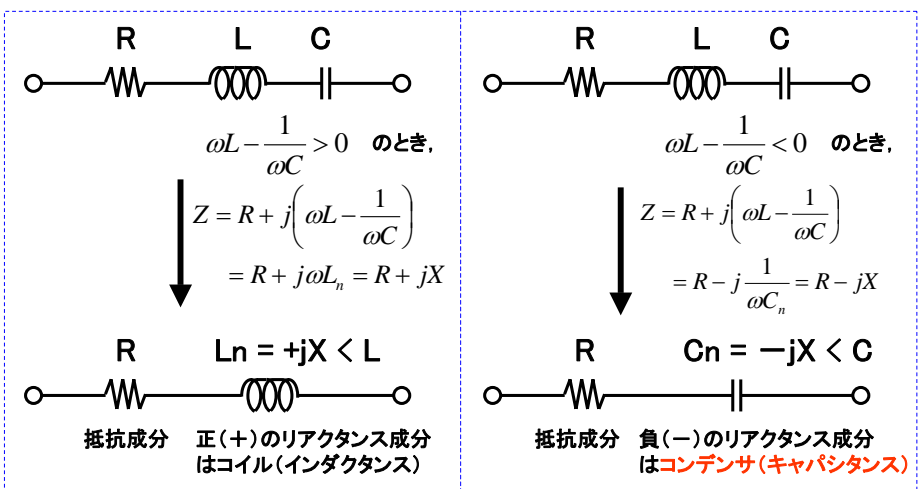 R L C
ωL − 1/ωC > 0 のとき,
Z = R + j(ωL − 1/ωC)
= R + jωLₙ = R + jX
R Ln = +jX < L
抵抗成分 正(+)のリアクタンス成分
はコイル(インダクタンス)
R L C
ωL − 1/ωC < 0 のとき,
Z = R + j(ωL − 1/ωC)
= R − j 1/ωCₙ = R − jX
R Cn = −jX < C
抵抗成分 負(−)のリアクタンス成分
はコンデンサ(キャパシタンス)